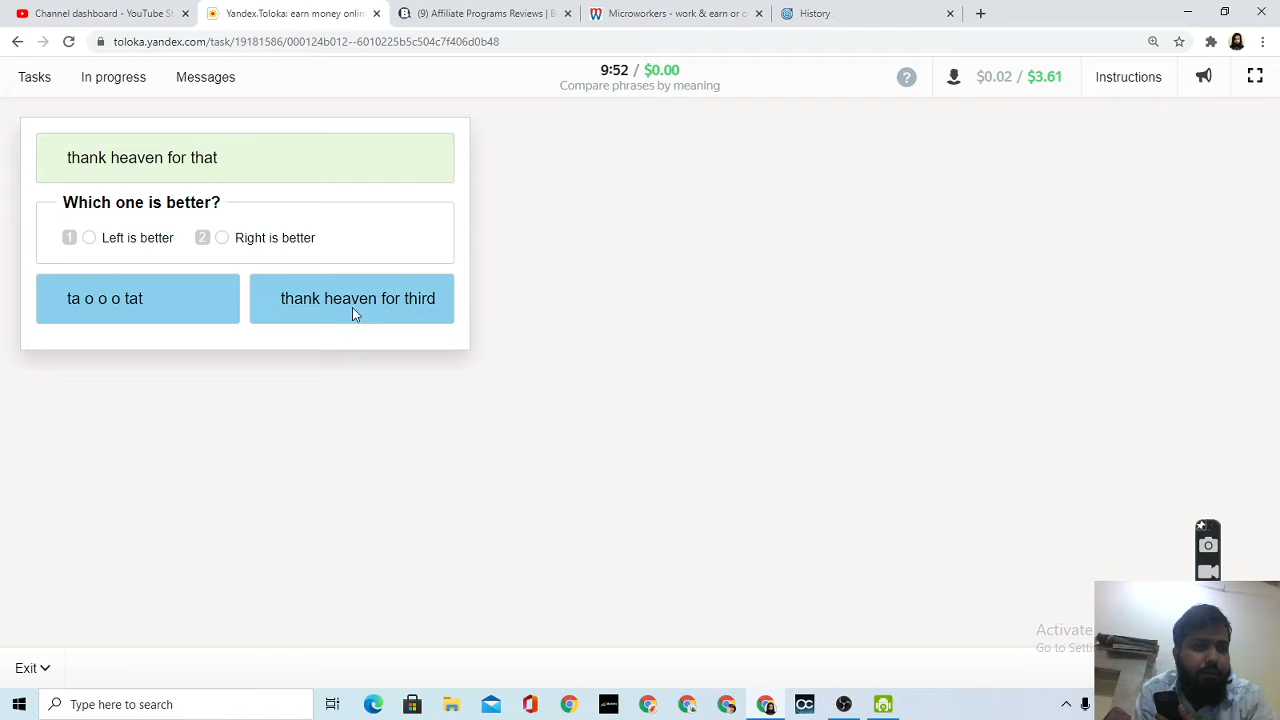 Channel dashboard - YouTube St
Yandex.Toloka: earn money onlin
(9) Affiliate Programs Reviews | B
Microworkers - work & earn or o
History
toloka.yandex.com/task/19181586/000124b012--6010225b5c504c7f406d0b48
Tasks
In progress
Messages
9:52 / $0.00
Compare phrases by meaning
?
$0.02 / $3.61
Instructions
thank heaven for that
Which one is better?
1 Left is better
2 Right is better
ta o o o tat
thank heaven for third
Activate
Go to Setti
Exit
Type here to search